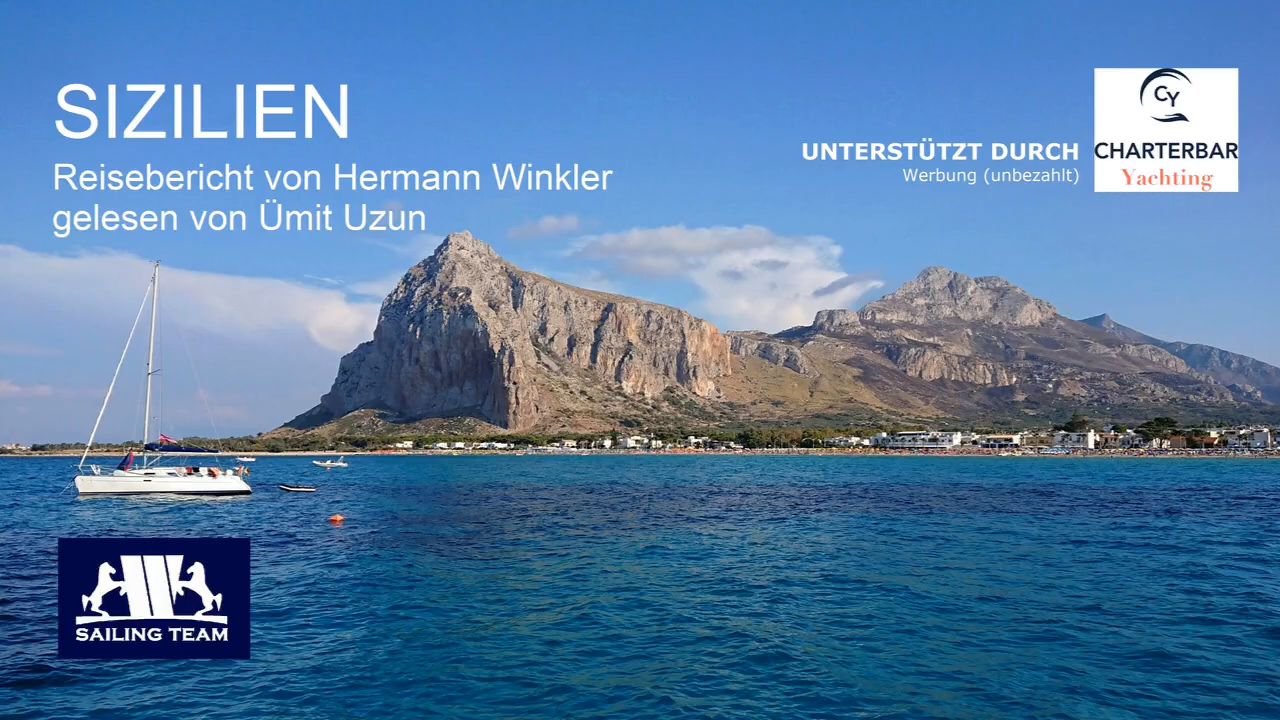 SIZILIEN
Reisebericht von Hermann Winkler
gelesen von Ümit Uzun
UNTERSTÜTZT DURCH
Werbung (unbezahlt)
CY
CHARTERBAR
Yachting
SAILING TEAM